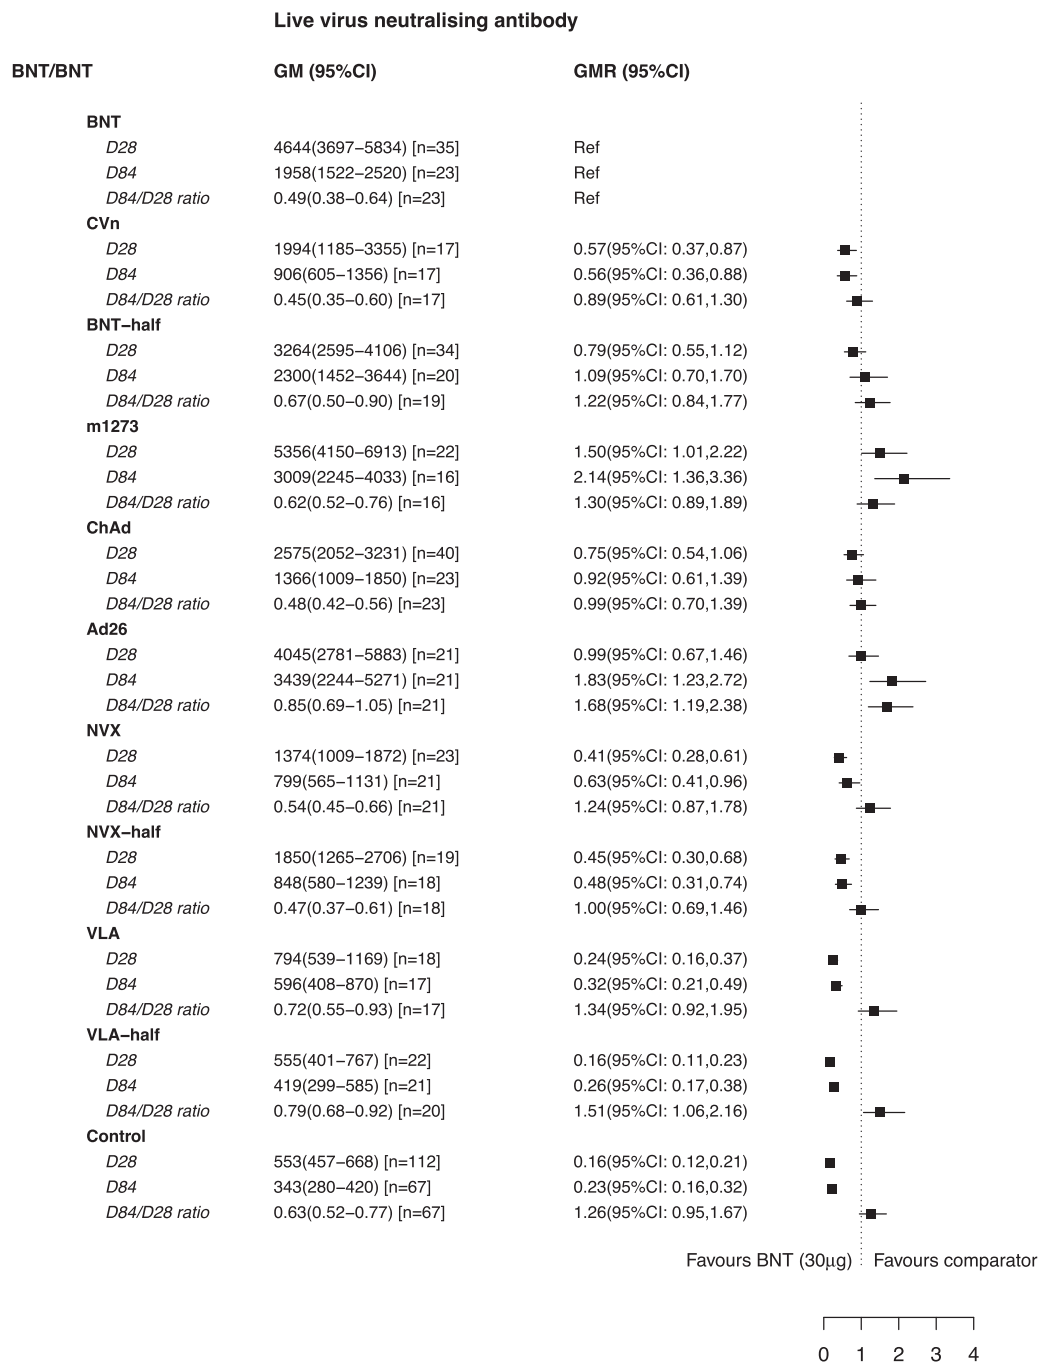 Live virus neutralising antibody
BNT/BNT GM (95%CI) GMR (95%CI)
BNT
D28 4644(3697−5834) [n=35] Ref
D84 1958(1522−2520) [n=23] Ref
D84/D28 ratio 0.49(0.38−0.64) [n=23] Ref
CVn
D28 1994(1185−3355) [n=17] 0.57(95%CI: 0.37,0.87)
D84 906(605−1356) [n=17] 0.56(95%CI: 0.36,0.88)
D84/D28 ratio 0.45(0.35−0.60) [n=17] 0.89(95%CI: 0.61,1.30)
BNT−half
D28 3264(2595−4106) [n=34] 0.79(95%CI: 0.55,1.12)
D84 2300(1452−3644) [n=20] 1.09(95%CI: 0.70,1.70)
D84/D28 ratio 0.67(0.50−0.90) [n=19] 1.22(95%CI: 0.84,1.77)
m1273
D28 5356(4150−6913) [n=22] 1.50(95%CI: 1.01,2.22)
D84 3009(2245−4033) [n=16] 2.14(95%CI: 1.36,3.36)
D84/D28 ratio 0.62(0.52−0.76) [n=16] 1.30(95%CI: 0.89,1.89)
ChAd
D28 2575(2052−3231) [n=40] 0.75(95%CI: 0.54,1.06)
D84 1366(1009−1850) [n=23] 0.92(95%CI: 0.61,1.39)
D84/D28 ratio 0.48(0.42−0.56) [n=23] 0.99(95%CI: 0.70,1.39)
Ad26
D28 4045(2781−5883) [n=21] 0.99(95%CI: 0.67,1.46)
D84 3439(2244−5271) [n=21] 1.83(95%CI: 1.23,2.72)
D84/D28 ratio 0.85(0.69−1.05) [n=21] 1.68(95%CI: 1.19,2.38)
NVX
D28 1374(1009−1872) [n=23] 0.41(95%CI: 0.28,0.61)
D84 799(565−1131) [n=21] 0.63(95%CI: 0.41,0.96)
D84/D28 ratio 0.54(0.45−0.66) [n=21] 1.24(95%CI: 0.87,1.78)
NVX−half
D28 1850(1265−2706) [n=19] 0.45(95%CI: 0.30,0.68)
D84 848(580−1239) [n=18] 0.48(95%CI: 0.31,0.74)
D84/D28 ratio 0.47(0.37−0.61) [n=18] 1.00(95%CI: 0.69,1.46)
VLA
D28 794(539−1169) [n=18] 0.24(95%CI: 0.16,0.37)
D84 596(408−870) [n=17] 0.32(95%CI: 0.21,0.49)
D84/D28 ratio 0.72(0.55−0.93) [n=17] 1.34(95%CI: 0.92,1.95)
VLA−half
D28 555(401−767) [n=22] 0.16(95%CI: 0.11,0.23)
D84 419(299−585) [n=21] 0.26(95%CI: 0.17,0.38)
D84/D28 ratio 0.79(0.68−0.92) [n=20] 1.51(95%CI: 1.06,2.16)
Control
D28 553(457−668) [n=112] 0.16(95%CI: 0.12,0.21)
D84 343(280−420) [n=67] 0.23(95%CI: 0.16,0.32)
D84/D28 ratio 0.63(0.52−0.77) [n=67] 1.26(95%CI: 0.95,1.67)
Favours BNT (30μg) Favours comparator
0 1 2 3 4